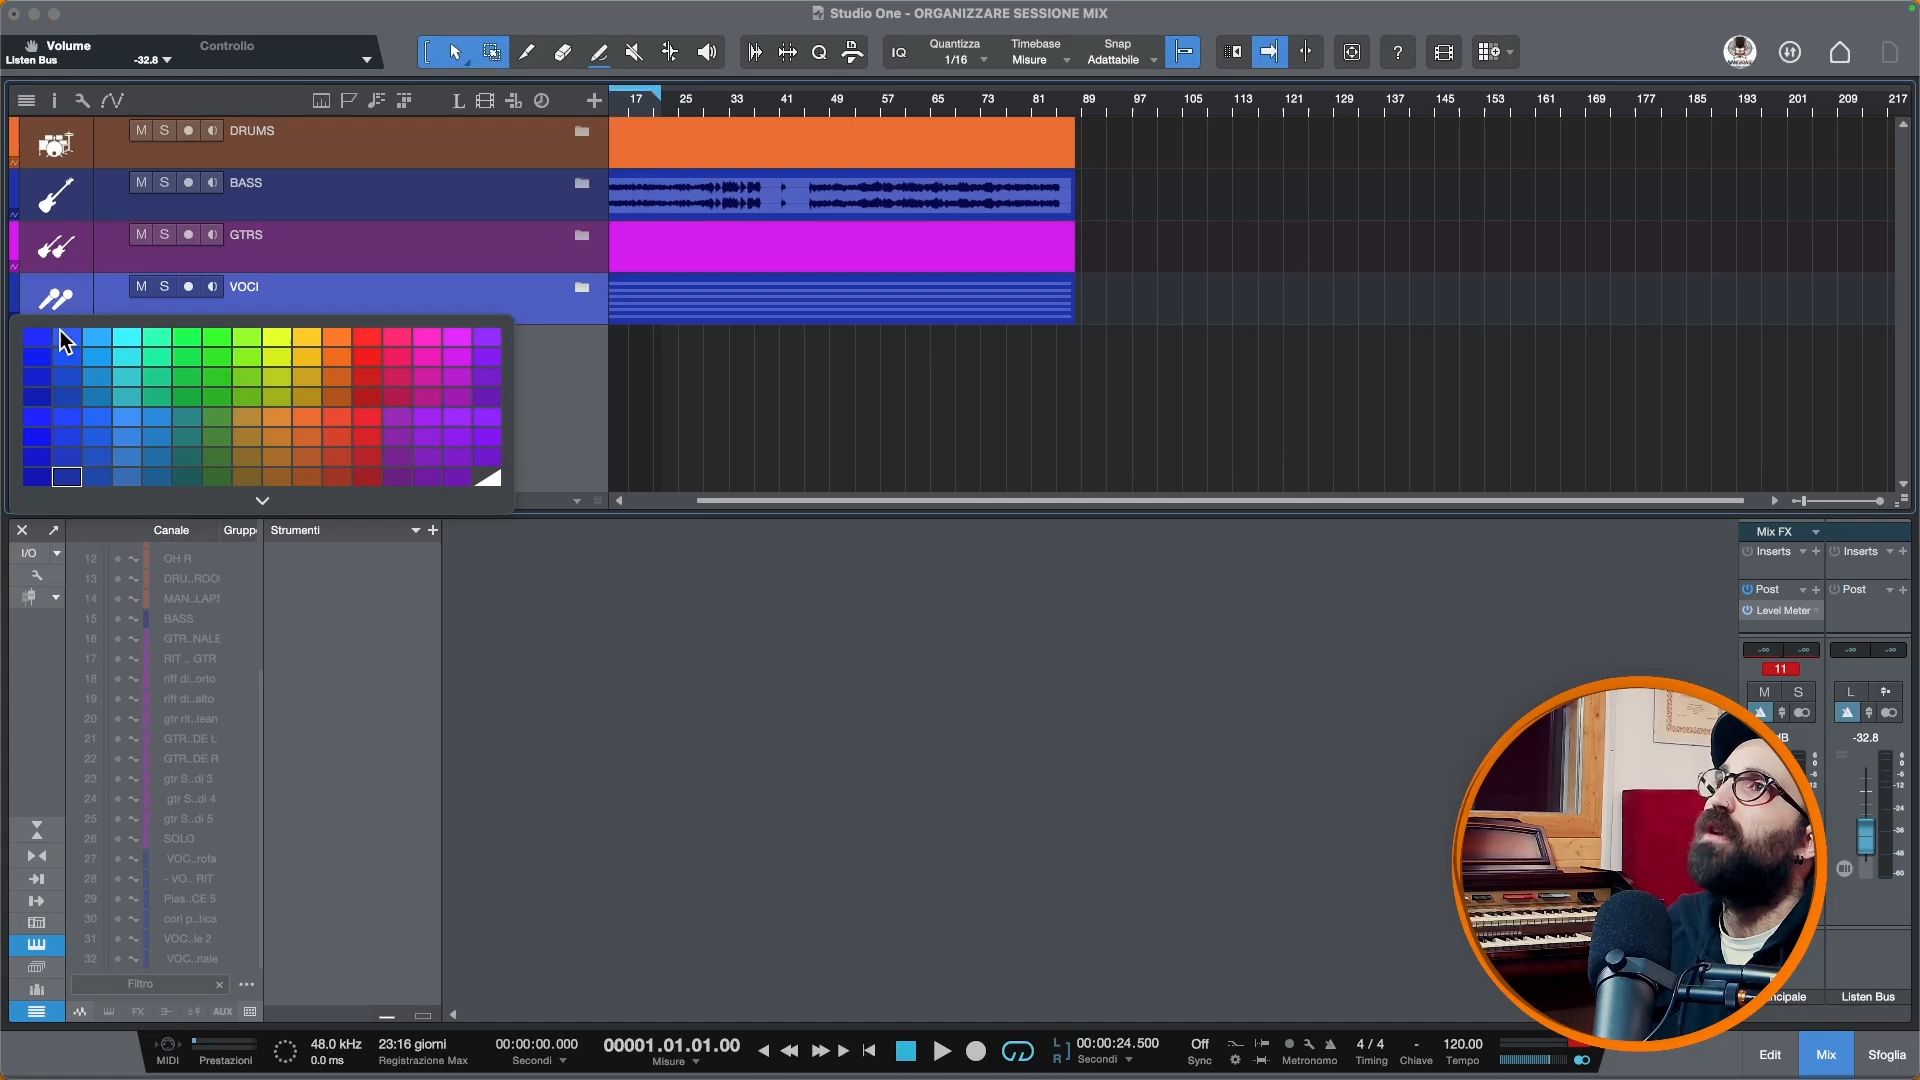 Studio One - ORGANIZZARE SESSIONE MIX
Volume
Controllo
Listen Bus
-32.8
IQ
Quantizza
1/16
Timebase
Misure
Snap
Adattabile
?
17 25 33 41 49 57 65 73 81 89 97 105 113 121 129 137 145 153 161 169 177 185 193 201 209 217
M S DRUMS
M S BASS
M S GTRS
M S VOCI
Canale
Strumenti
I/O
12 OH R
13 DRU..ROO
14 MAN..LAPS
15 BASS
16 GTR..NALE
17 RIT .. GTR
18 riff di..orto
19 riff di..alto
20 gtr rit..lean
21 GTR..DE L
22 GTR..DE R
23 gtr S..di 3
24 gtr S..di 4
25 gtr S..di 5
26 SOLO
27 VOC..rofa
28 - VO.. RIT
29 Pias..CE 5
30 cori p..tica
31 VOC..le 2
32 VOC..nale
Filtro
FX
AUX
Mix FX
Inserts
Inserts
Post
Post
Level Meter
-∞ -∞ -∞ -∞
11
M S
L
dB
-32.8
Listen Bus
MIDI
Prestazioni
48.0 kHz
0.0 ms
23:16 giorni
Registrazione Max
00:00:00.000
Secondi
00001.01.01.00
Misure
L
R
00:00:24.500
Secondi
Off
Sync
Metronomo
4 / 4
Timing
-
Chiave
120.00
Tempo
Edit
Mix
Sfoglia